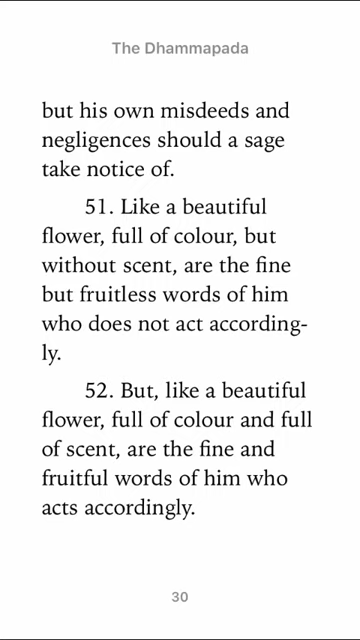 The Dhammapada
but his own misdeeds and
negligences should a sage
take notice of.
51. Like a beautiful
flower, full of colour, but
without scent, are the fine
but fruitless words of him
who does not act according-
ly.
52. But, like a beautiful
flower, full of colour and full
of scent, are the fine and
fruitful words of him who
acts accordingly.
30